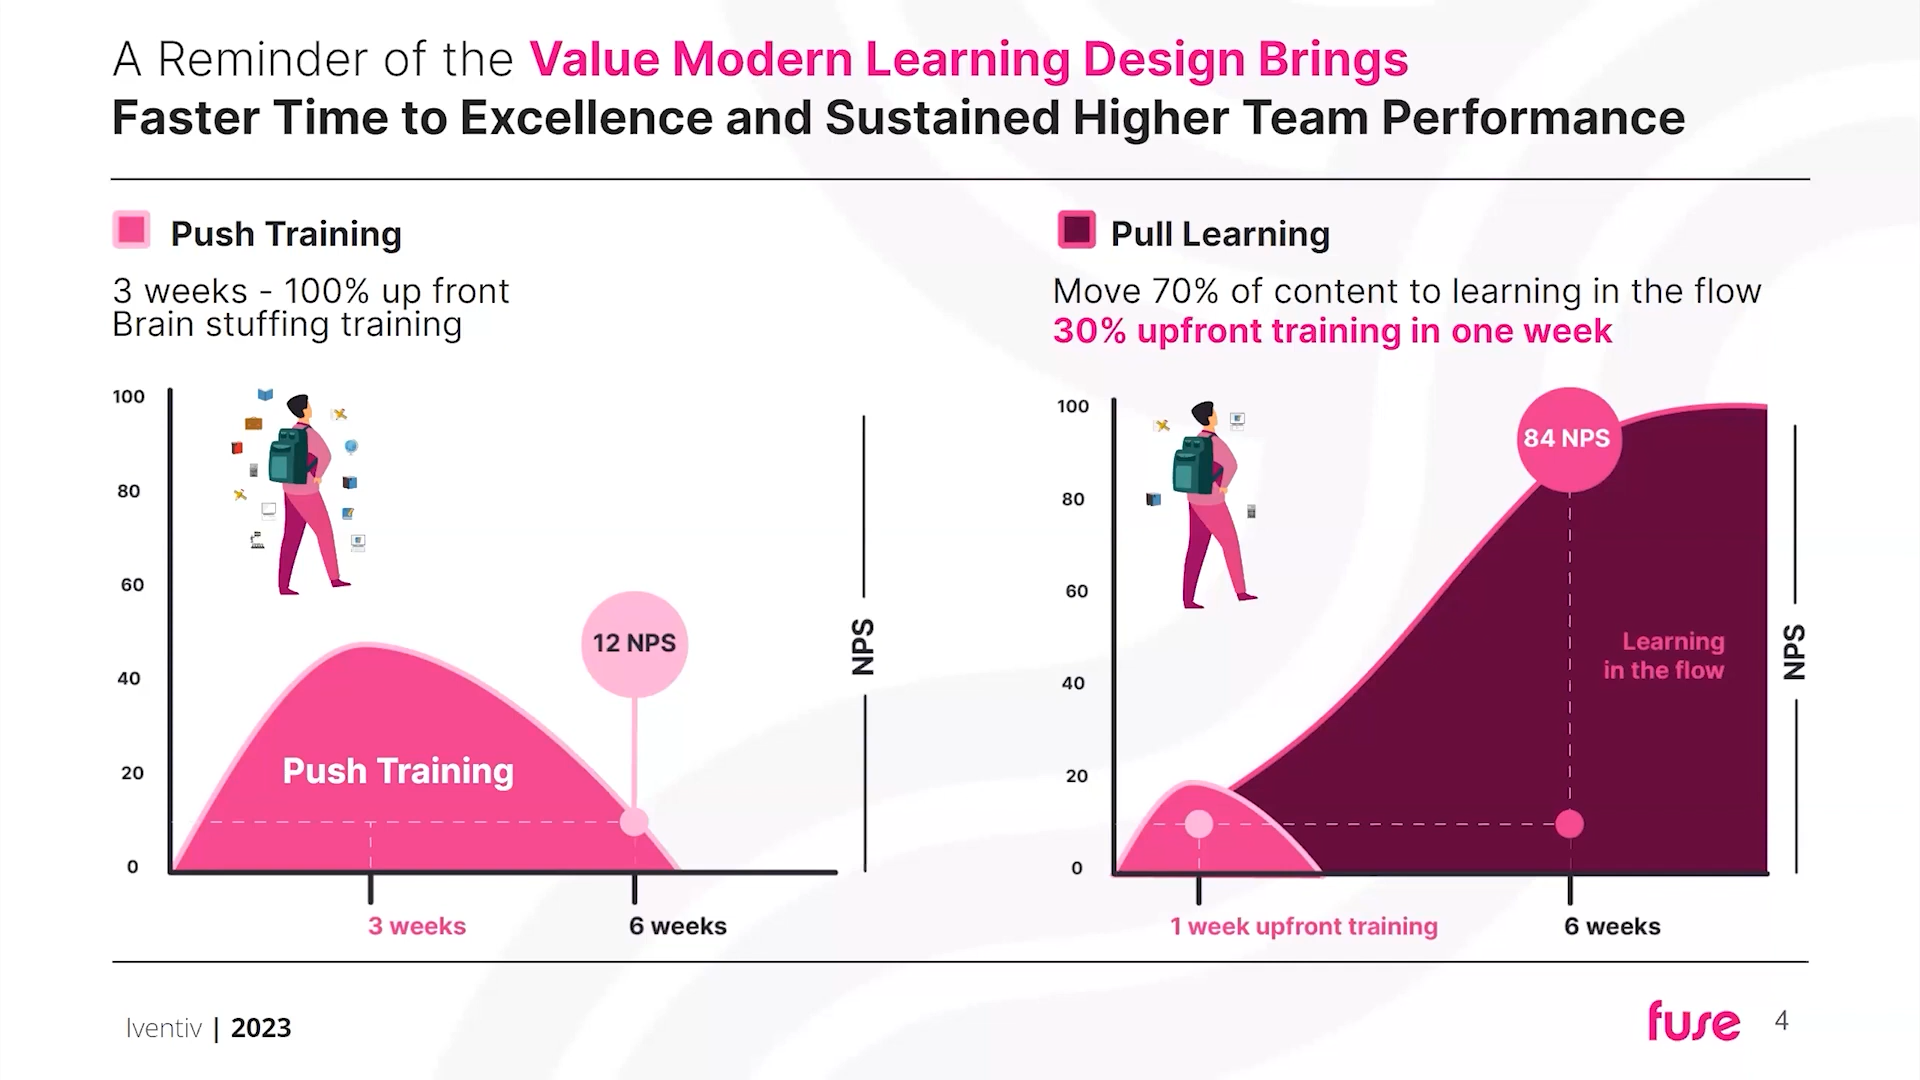 A Reminder of the Value Modern Learning Design Brings
Faster Time to Excellence and Sustained Higher Team Performance
Push Training
3 weeks - 100% up front
Brain stuffing training
100
80
60
40
20
0
12 NPS
Push Training
NPS
3 weeks
6 weeks
Pull Learning
Move 70% of content to learning in the flow
30% upfront training in one week
100
80
60
40
20
0
84 NPS
Learning
in the flow
NPS
1 week upfront training
6 weeks
Iventiv | 2023
fuse
4